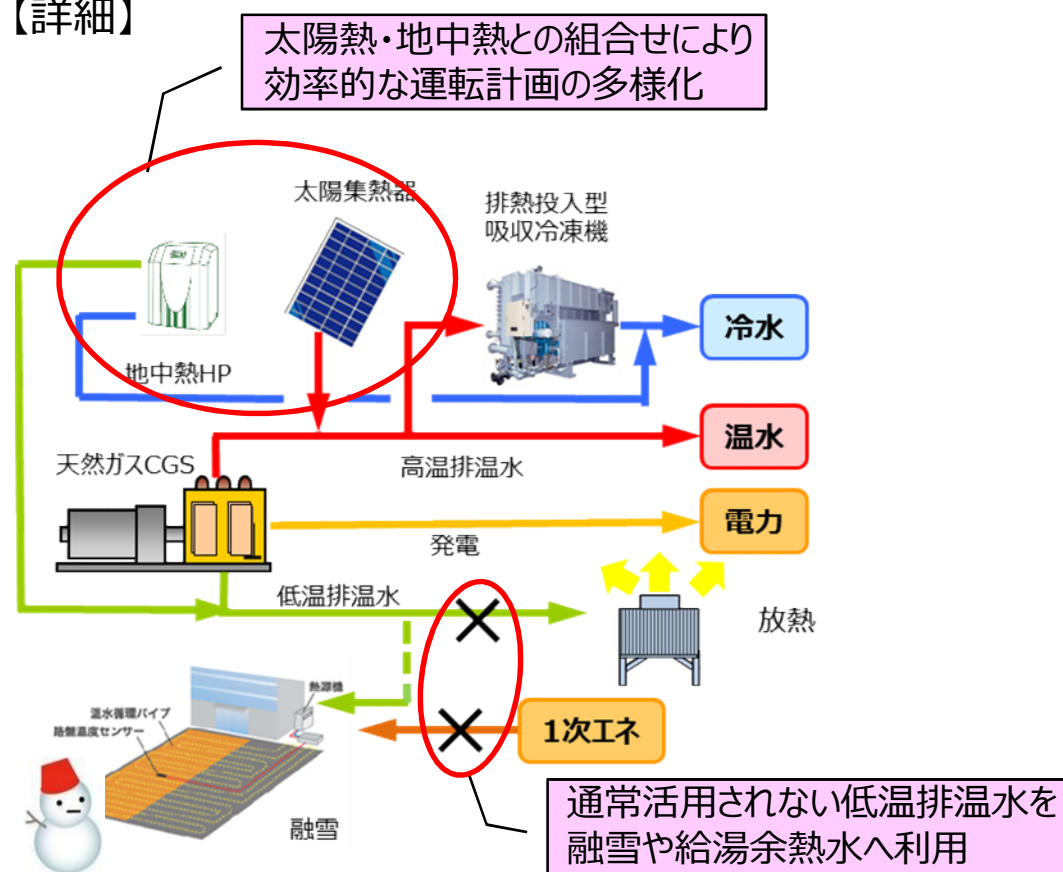 【詳細】
太陽熱・地中熱との組合せにより
効率的な運転計画の多様化
太陽集熱器
排熱投入型
吸収冷凍機
冷水
地中熱HP
温水
天然ガスCGS
高温排温水
電力
発電
低温排温水
放熱
熱源機
温水循環パイプ
路盤温度センサー
1次エネ
融雪
通常活用されない低温排温水を
融雪や給湯余熱水へ利用